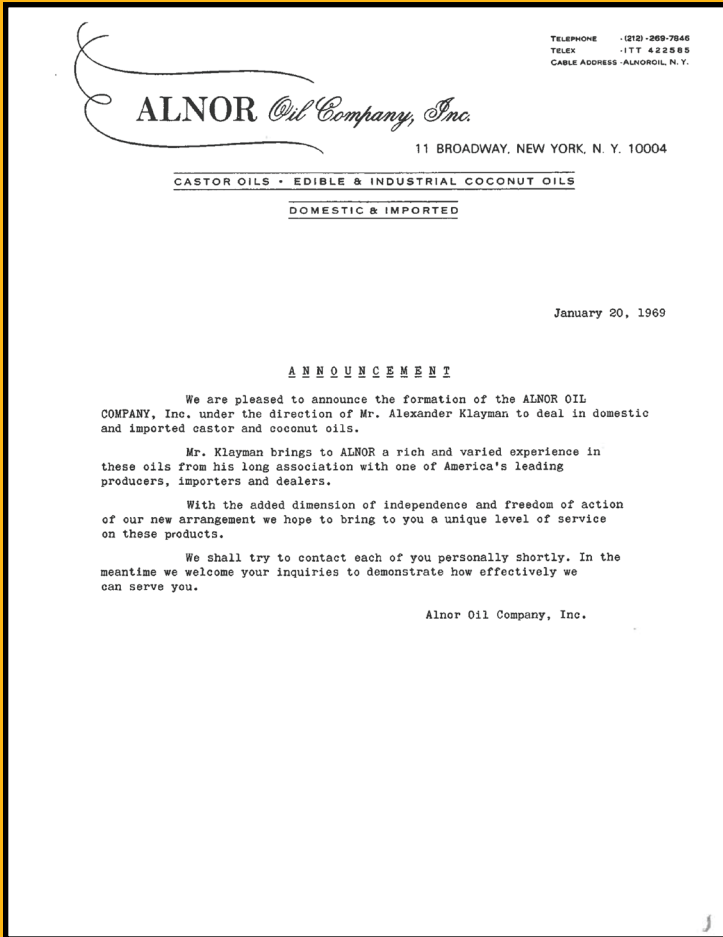 TELEPHONE - (212) - 269-7846
TELEX - ITT 422585
CABLE ADDRESS - ALNOROIL, N. Y.
ALNOR Oil Company, Inc.
11 BROADWAY, NEW YORK, N. Y. 10004
CASTOR OILS • EDIBLE & INDUSTRIAL COCONUT OILS
DOMESTIC & IMPORTED
January 20, 1969
A N N O U N C E M E N T
We are pleased to announce the formation of the ALNOR OIL
COMPANY, Inc. under the direction of Mr. Alexander Klayman to deal in domestic
and imported castor and coconut oils.
Mr. Klayman brings to ALNOR a rich and varied experience in
these oils from his long association with one of America's leading
producers, importers and dealers.
With the added dimension of independence and freedom of action
of our new arrangement we hope to bring to you a unique level of service
on these products.
We shall try to contact each of you personally shortly. In the
meantime we welcome your inquiries to demonstrate how effectively we
can serve you.
Alnor Oil Company, Inc.